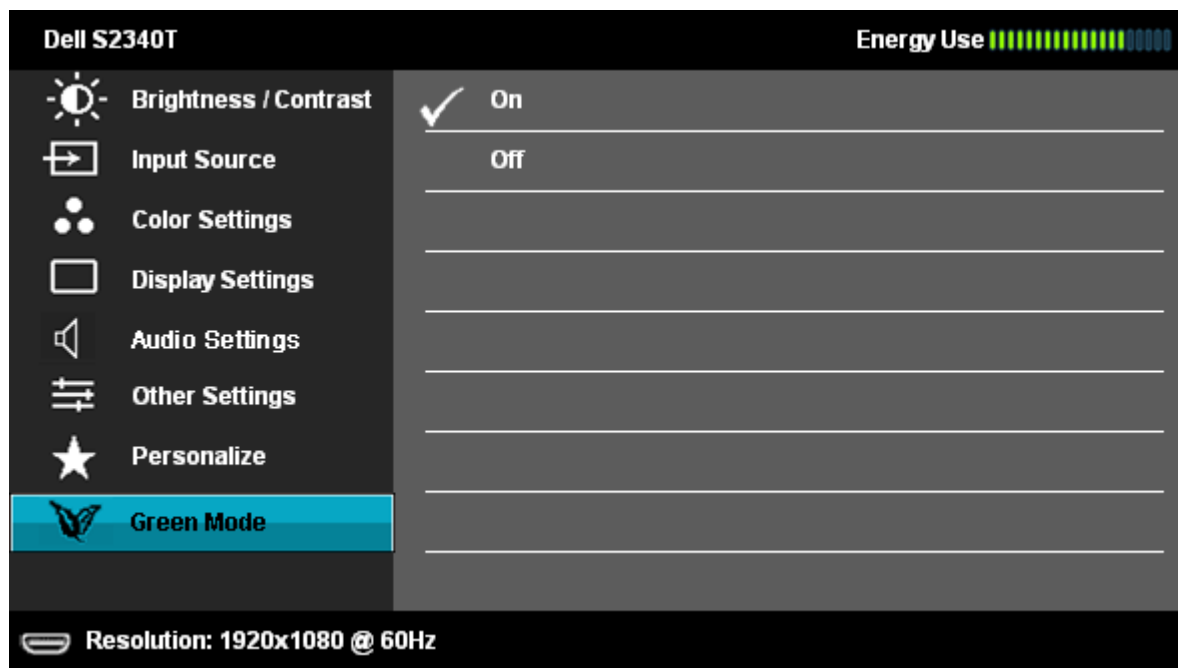 Dell S2340T Energy Use
Brightness / Contrast On
Input Source Off
Color Settings
Display Settings
Audio Settings
Other Settings
Personalize
Green Mode
Resolution: 1920x1080 @ 60Hz